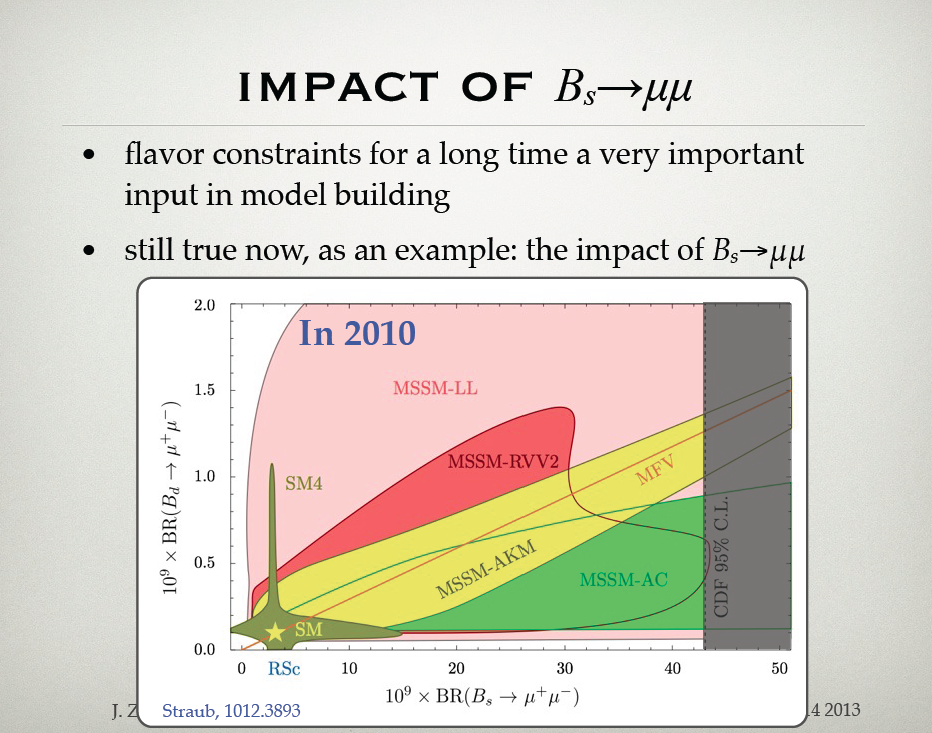 IMPACT OF Bs→μμ
• flavor constraints for a long time a very important
input in model building
• still true now, as an example: the impact of Bs→μμ
In 2010
MSSM-LL
MSSM-RVV2
MFV
SM4
MSSM-AKM
MSSM-AC
CDF 95% C.L.
SM
2.0
1.5
1.0
0.5
0.0
10⁹ × BR(Bd → μ⁺μ⁻)
0 10 20 30 40 50
RSc
10⁹ × BR(Bs → μ⁺μ⁻)
J. Z
Straub, 1012.3893
4 2013